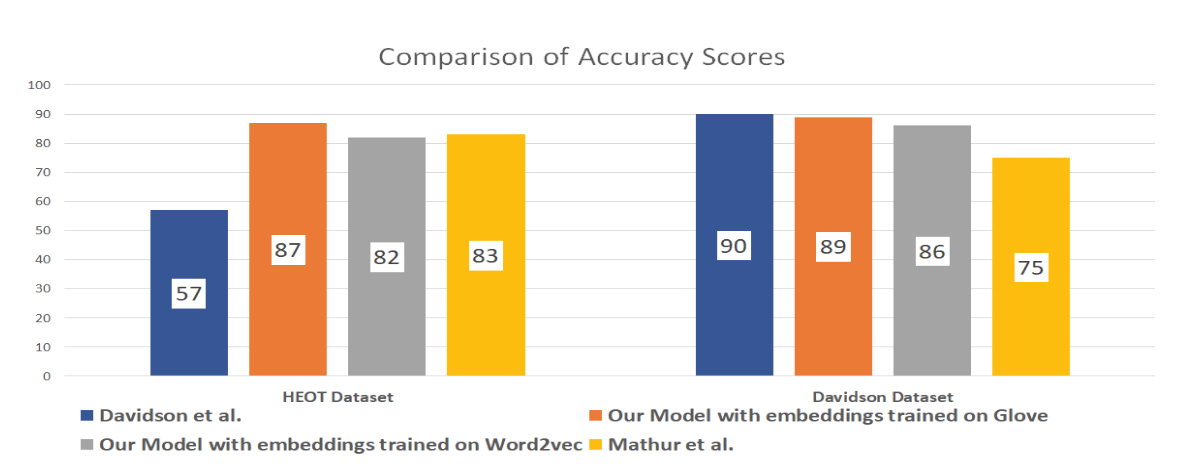 Comparison of Accuracy Scores
100
90
80
70
60
50
40
30
20
10
0
57
87
82
83
90
89
86
75
HEOT Dataset
Davidson Dataset
Davidson et al.
Our Model with embeddings trained on Glove
Our Model with embeddings trained on Word2vec
Mathur et al.